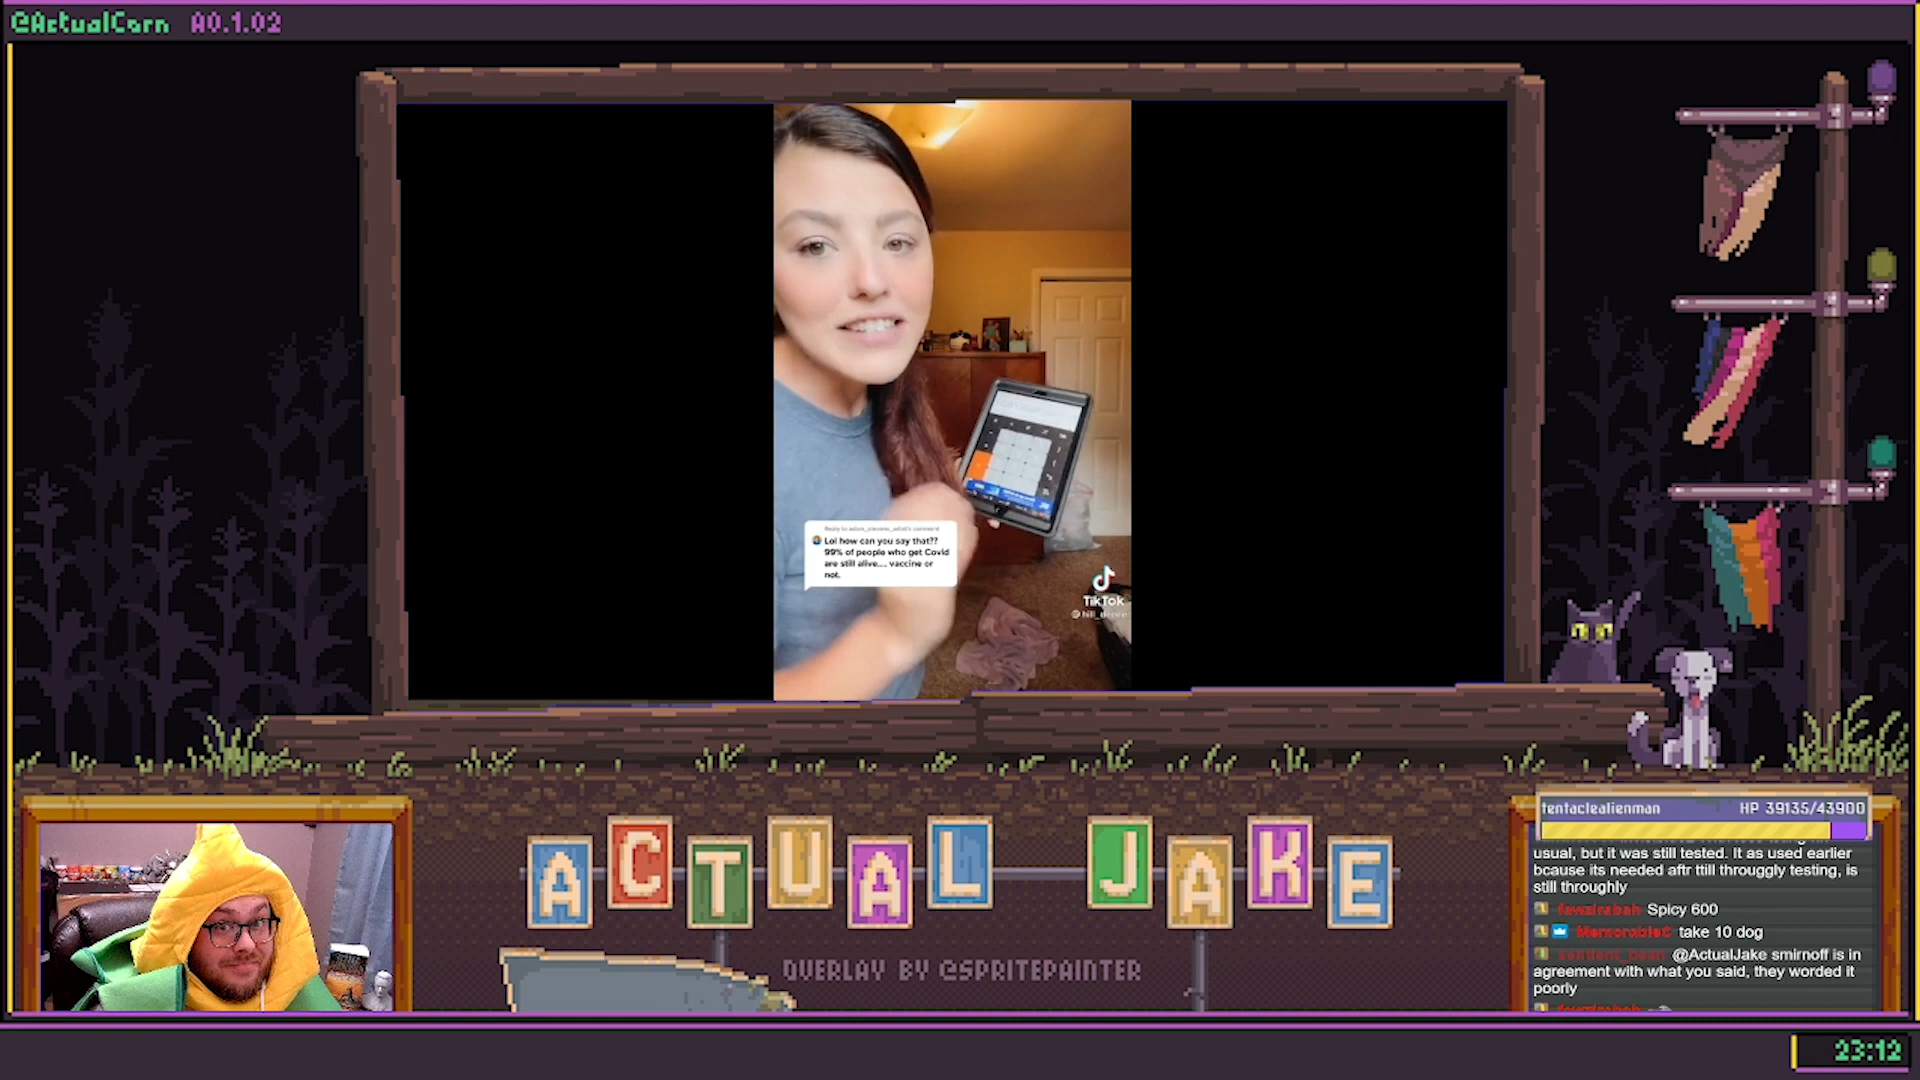 @ActualCorn A0.1.02
Lol how can you say that??
99% of people who get Covid
are still alive.... vaccine or
not.
TikTok
tentaclealienman HP 39135/43900
usual, but it was still tested. It as used earlier
bcause its needed aftr ttill througgly testing, is
still throughly
fawzirabah Spicy 600
MemorableC take 10 dog
@ActualJake smirnoff is in
agreement with what you said, they worded it
poorly
ACTUAL JAKE
OVERLAY BY @SPRITEPAINTER
23:12